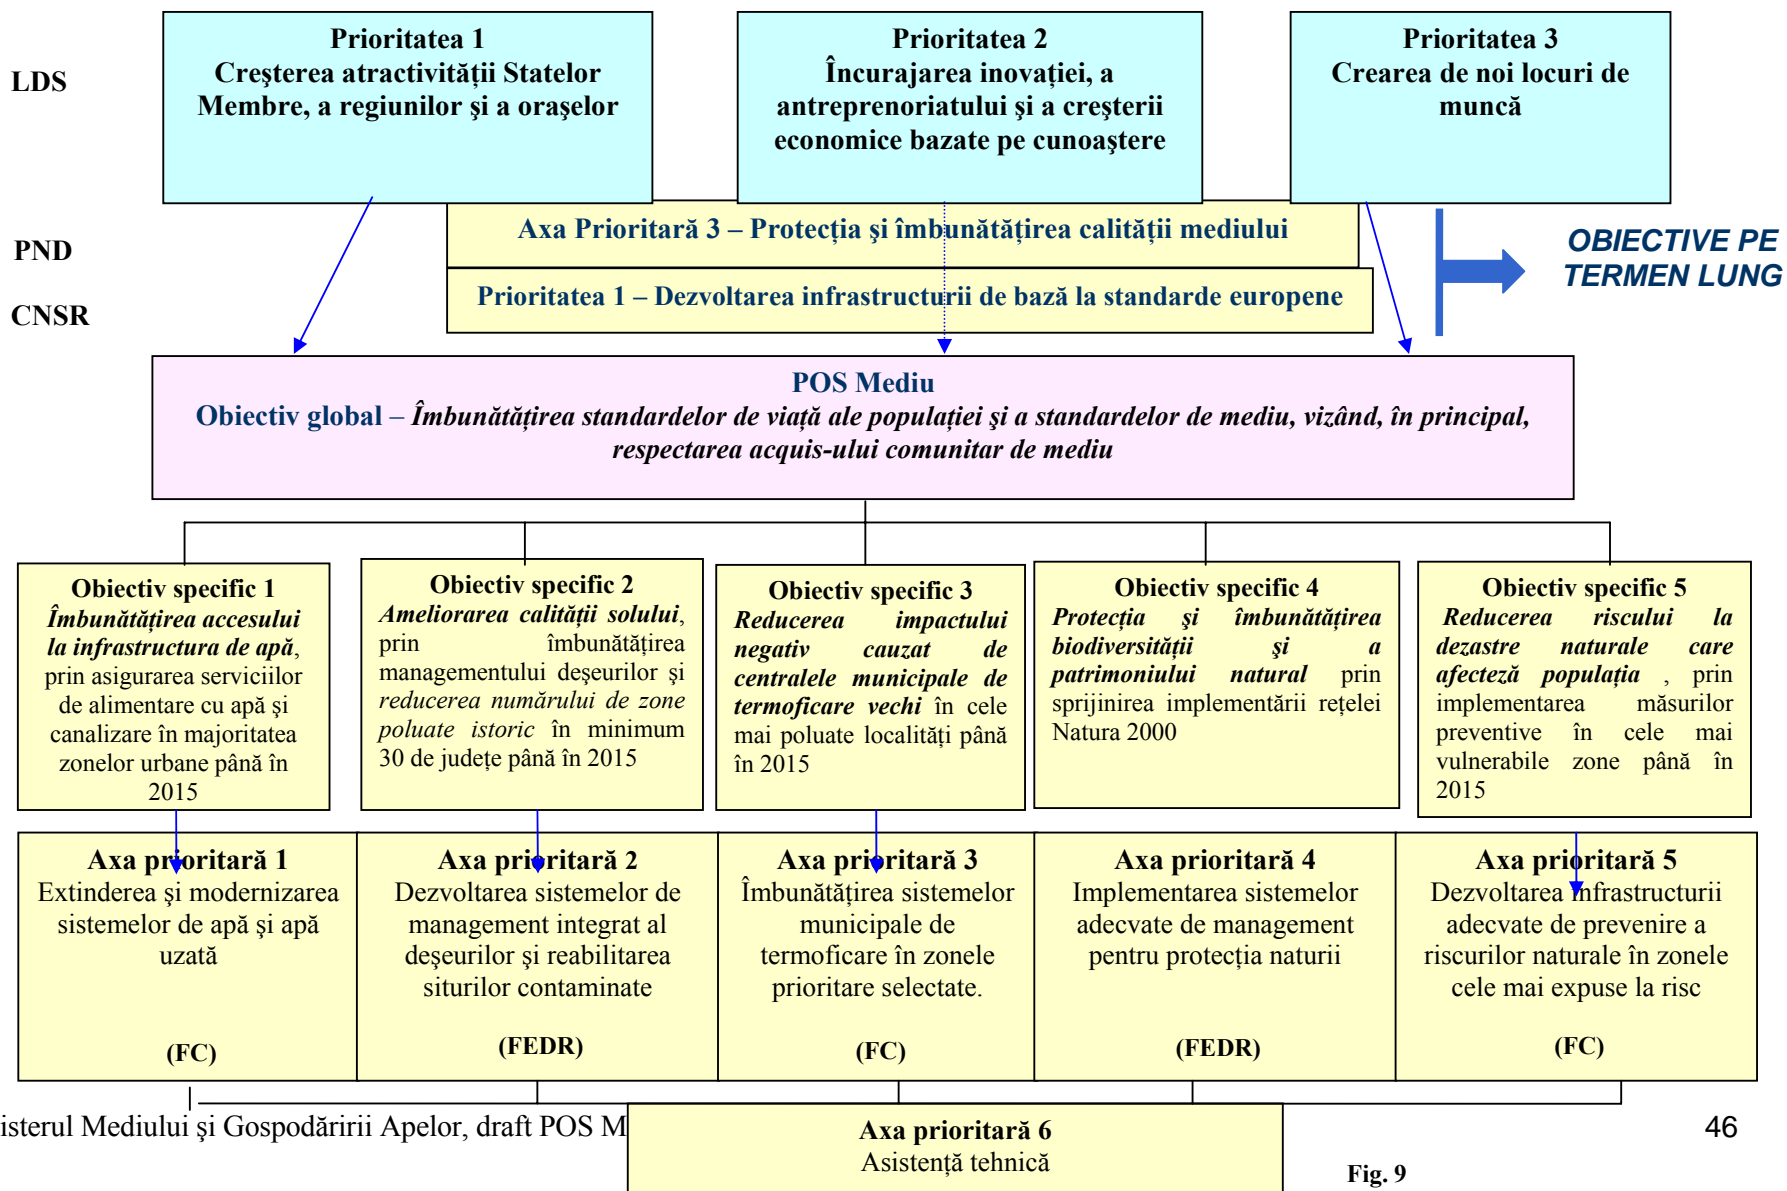 LDS
Prioritatea 1
Creşterea atractivităţii Statelor
Membre, a regiunilor şi a oraşelor
Prioritatea 2
Încurajarea inovaţiei, a
antreprenoriatului şi a creşterii
economice bazate pe cunoaştere
Prioritatea 3
Crearea de noi locuri de
muncă
PND
Axa Prioritară 3 – Protecţia şi îmbunătăţirea calităţii mediului
CNSR
Prioritatea 1 – Dezvoltarea infrastructurii de bază la standarde europene
OBIECTIVE PE
TERMEN LUNG
POS Mediu
Obiectiv global – Îmbunătăţirea standardelor de viaţă ale populaţiei şi a standardelor de mediu, vizând, în principal,
respectarea acquis-ului comunitar de mediu
Obiectiv specific 1
Îmbunătăţirea accesului
la infrastructura de apă,
prin asigurarea serviciilor
de alimentare cu apă şi
canalizare în majoritatea
zonelor urbane până în
2015
Obiectiv specific 2
Ameliorarea calităţii solului,
prin îmbunătăţirea
managementului deşeurilor şi
reducerea numărului de zone
poluate istoric în minimum
30 de judeţe până în 2015
Obiectiv specific 3
Reducerea impactului
negativ cauzat de
centralele municipale de
termoficare vechi în cele
mai poluate localităţi până
în 2015
Obiectiv specific 4
Protecţia şi îmbunătăţirea
biodiversităţii şi a
patrimoniului natural prin
sprijinirea implementării reţelei
Natura 2000
Obiectiv specific 5
Reducerea riscului la
dezastre naturale care
afecteză populaţia , prin
implementarea măsurilor
preventive în cele mai
vulnerabile zone până în
2015
Axa prioritară 1
Extinderea şi modernizarea
sistemelor de apă şi apă
uzată
(FC)
Axa prioritară 2
Dezvoltarea sistemelor de
management integrat al
deşeurilor şi reabilitarea
siturilor contaminate
(FEDR)
Axa prioritară 3
Îmbunătăţirea sistemelor
municipale de
termoficare în zonele
prioritare selectate.
(FC)
Axa prioritară 4
Implementarea sistemelor
adecvate de management
pentru protecţia naturii
(FEDR)
Axa prioritară 5
Dezvoltarea infrastructurii
adecvate de prevenire a
riscurilor naturale în zonele
cele mai expuse la risc
(FC)
isterul Mediului şi Gospodăririi Apelor, draft POS M
46
Axa prioritară 6
Asistenţă tehnică
Fig. 9